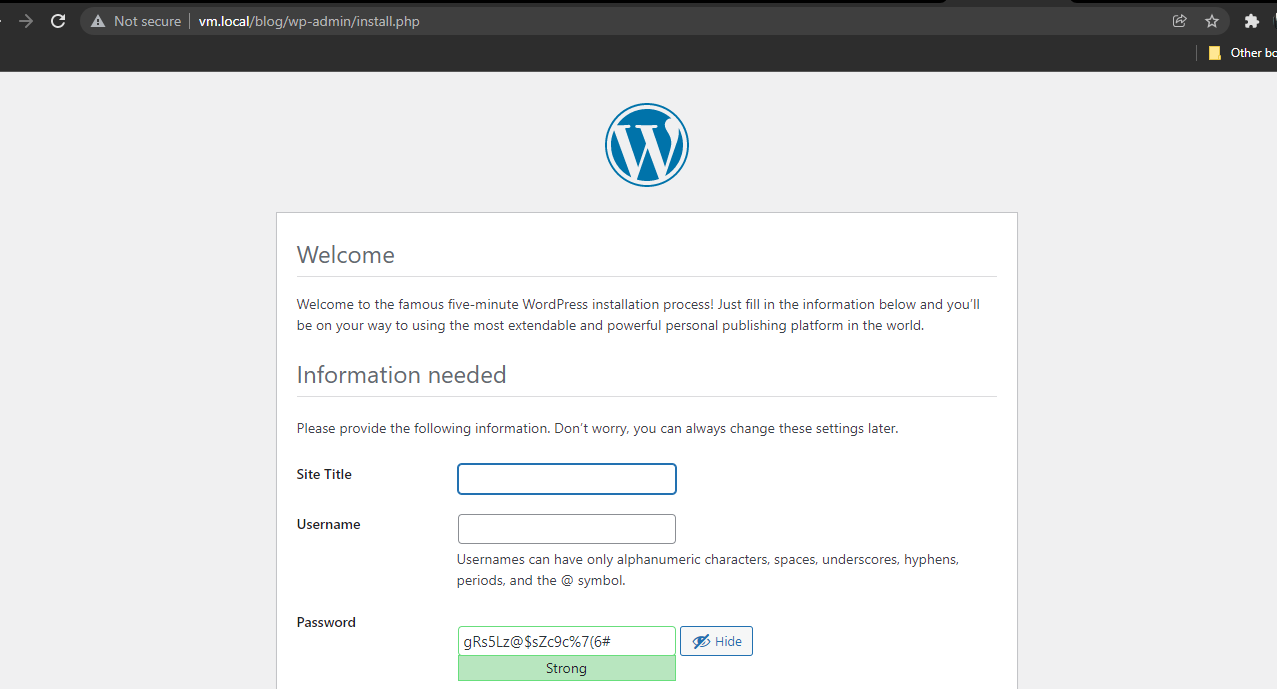 Not secure | vm.local/blog/wp-admin/install.php
Other bo
W
Welcome
Welcome to the famous five-minute WordPress installation process! Just fill in the information below and you’ll
be on your way to using the most extendable and powerful personal publishing platform in the world.
Information needed
Please provide the following information. Don’t worry, you can always change these settings later.
Site Title
Username
Usernames can have only alphanumeric characters, spaces, underscores, hyphens,
periods, and the @ symbol.
Password
gRs5Lz@$sZc9c%7(6#
Hide
Strong